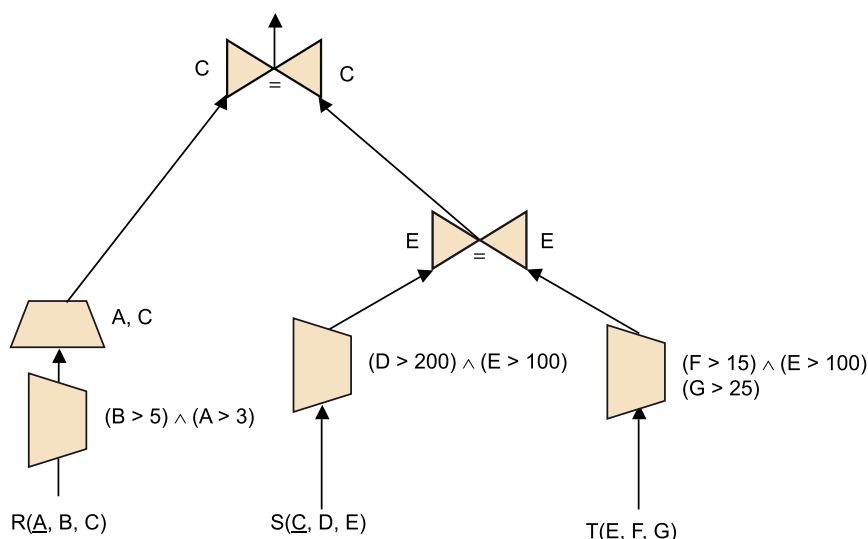 C
C
=
E
E
=
A, C
(D > 200) ∧ (E > 100)
(F > 15) ∧ (E > 100)
(G > 25)
(B > 5) ∧ (A > 3)
R(A, B, C)
S(C, D, E)
T(E, F, G)